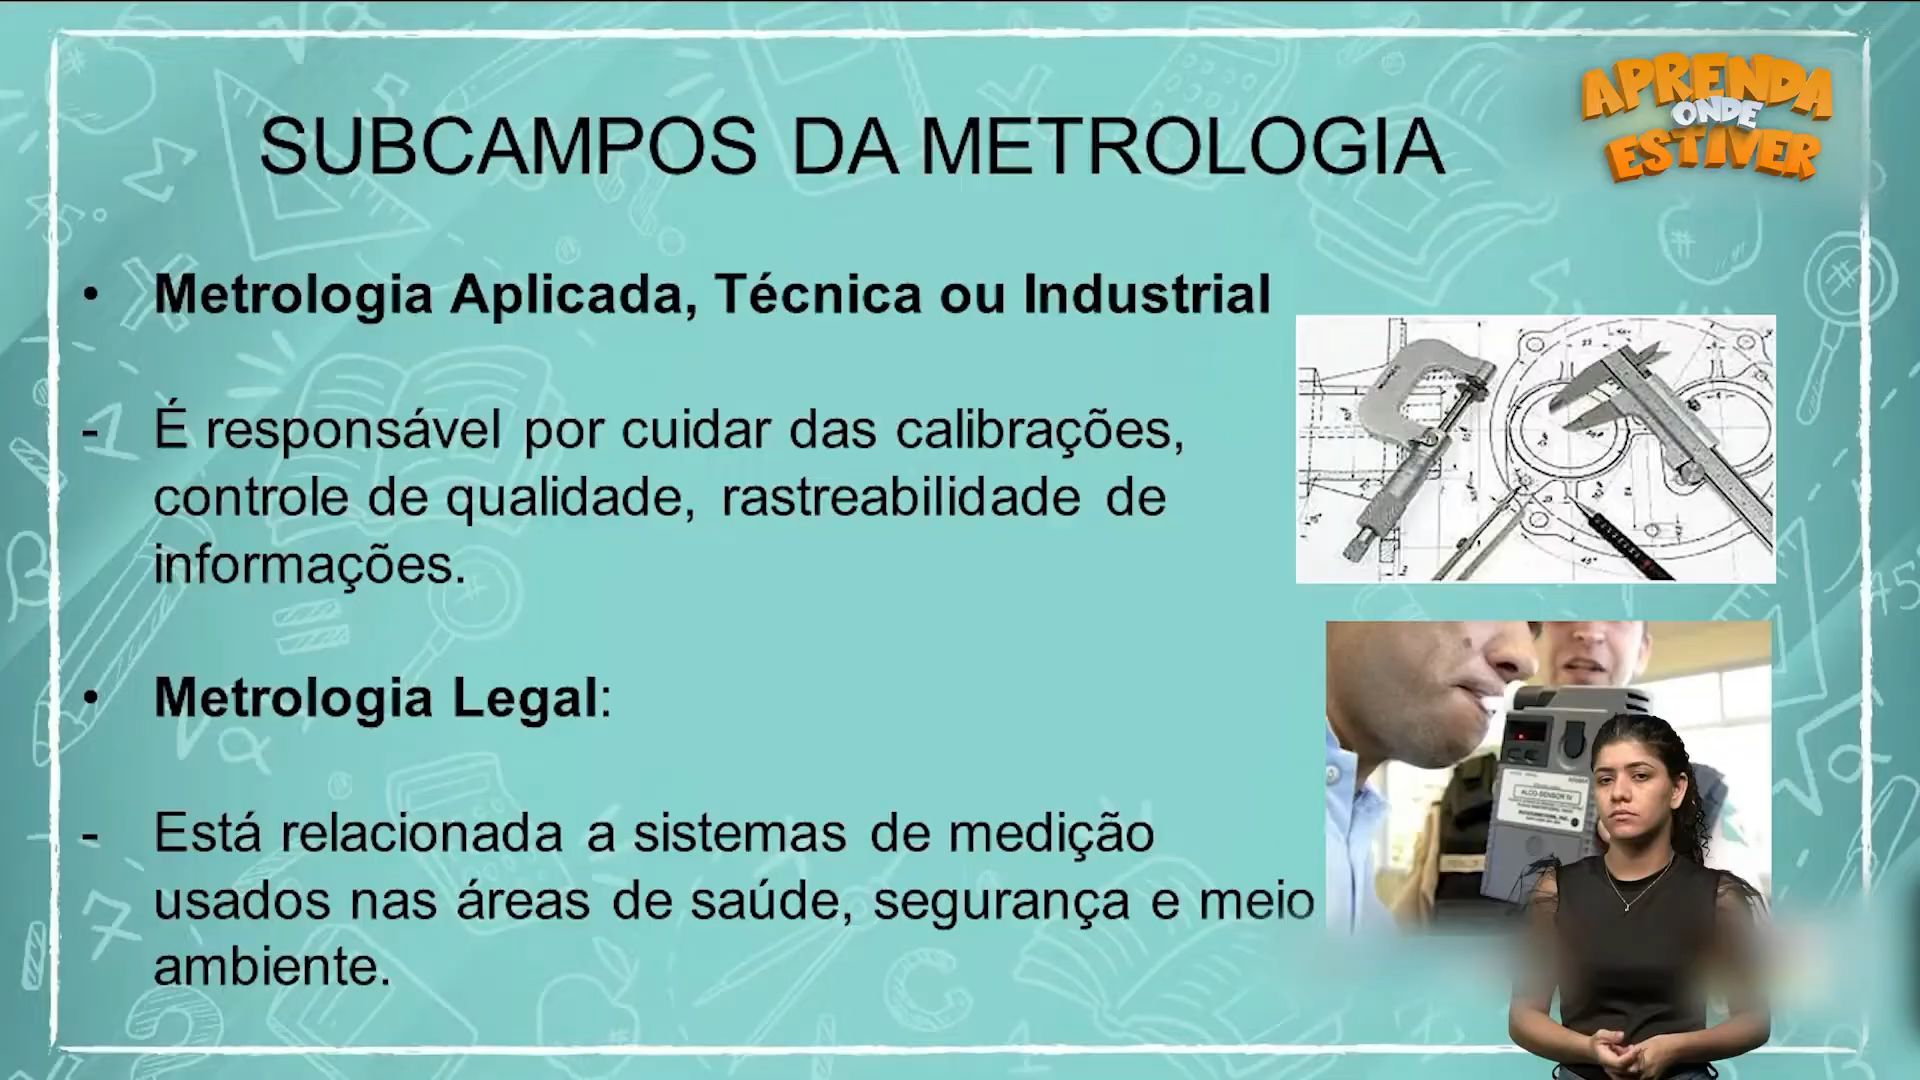 SUBCAMPOS DA METROLOGIA
APRENDA
ONDE
ESTIVER
• Metrologia Aplicada, Técnica ou Industrial
- É responsável por cuidar das calibrações,
controle de qualidade, rastreabilidade de
informações.
• Metrologia Legal:
- Está relacionada a sistemas de medição
usados nas áreas de saúde, segurança e meio
ambiente.
ALCO-SENSOR IV